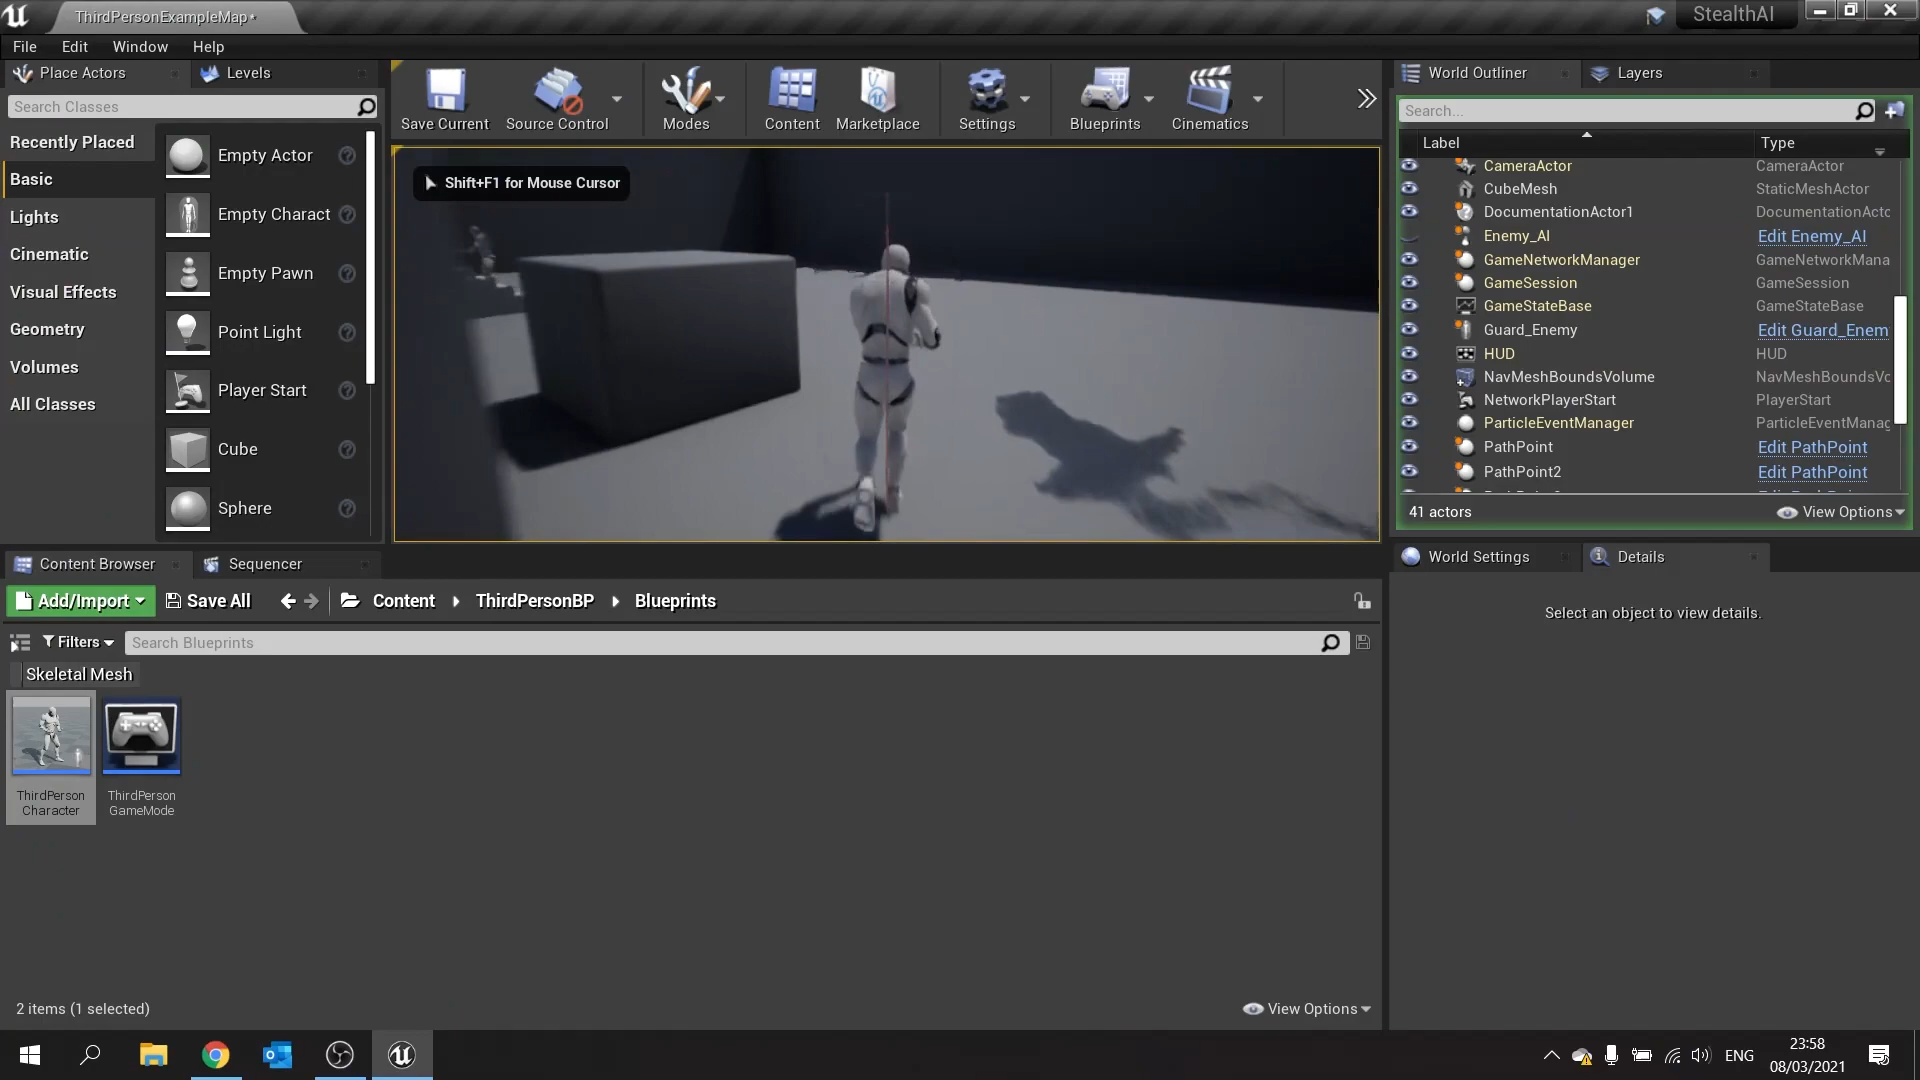 ThirdPersonExampleMap*
StealthAI
File Edit Window Help
Place Actors
Levels
Search Classes
Recently Placed
Basic
Lights
Cinematic
Visual Effects
Geometry
Volumes
All Classes
Empty Actor
Empty Charact
Empty Pawn
Point Light
Player Start
Cube
Sphere
Save Current
Source Control
Modes
Content
Marketplace
Settings
Blueprints
Cinematics
Shift+F1 for Mouse Cursor
World Outliner
Layers
Search...
Label Type
CameraActor CameraActor
CubeMesh StaticMeshActor
DocumentationActor1 DocumentationActo
Enemy_AI Edit Enemy_AI
GameNetworkManager GameNetworkMana
GameSession GameSession
GameStateBase GameStateBase
Guard_Enemy Edit Guard_Enem
HUD HUD
NavMeshBoundsVolume NavMeshBoundsVo
NetworkPlayerStart PlayerStart
ParticleEventManager ParticleEventManag
PathPoint Edit PathPoint
PathPoint2 Edit PathPoint
41 actors
View Options
World Settings
Details
Select an object to view details.
Content Browser
Sequencer
Add/Import
Save All
Content
ThirdPersonBP
Blueprints
Filters
Search Blueprints
Skeletal Mesh
ThirdPerson
Character
ThirdPerson
GameMode
2 items (1 selected)
View Options
ENG
23:58
08/03/2021